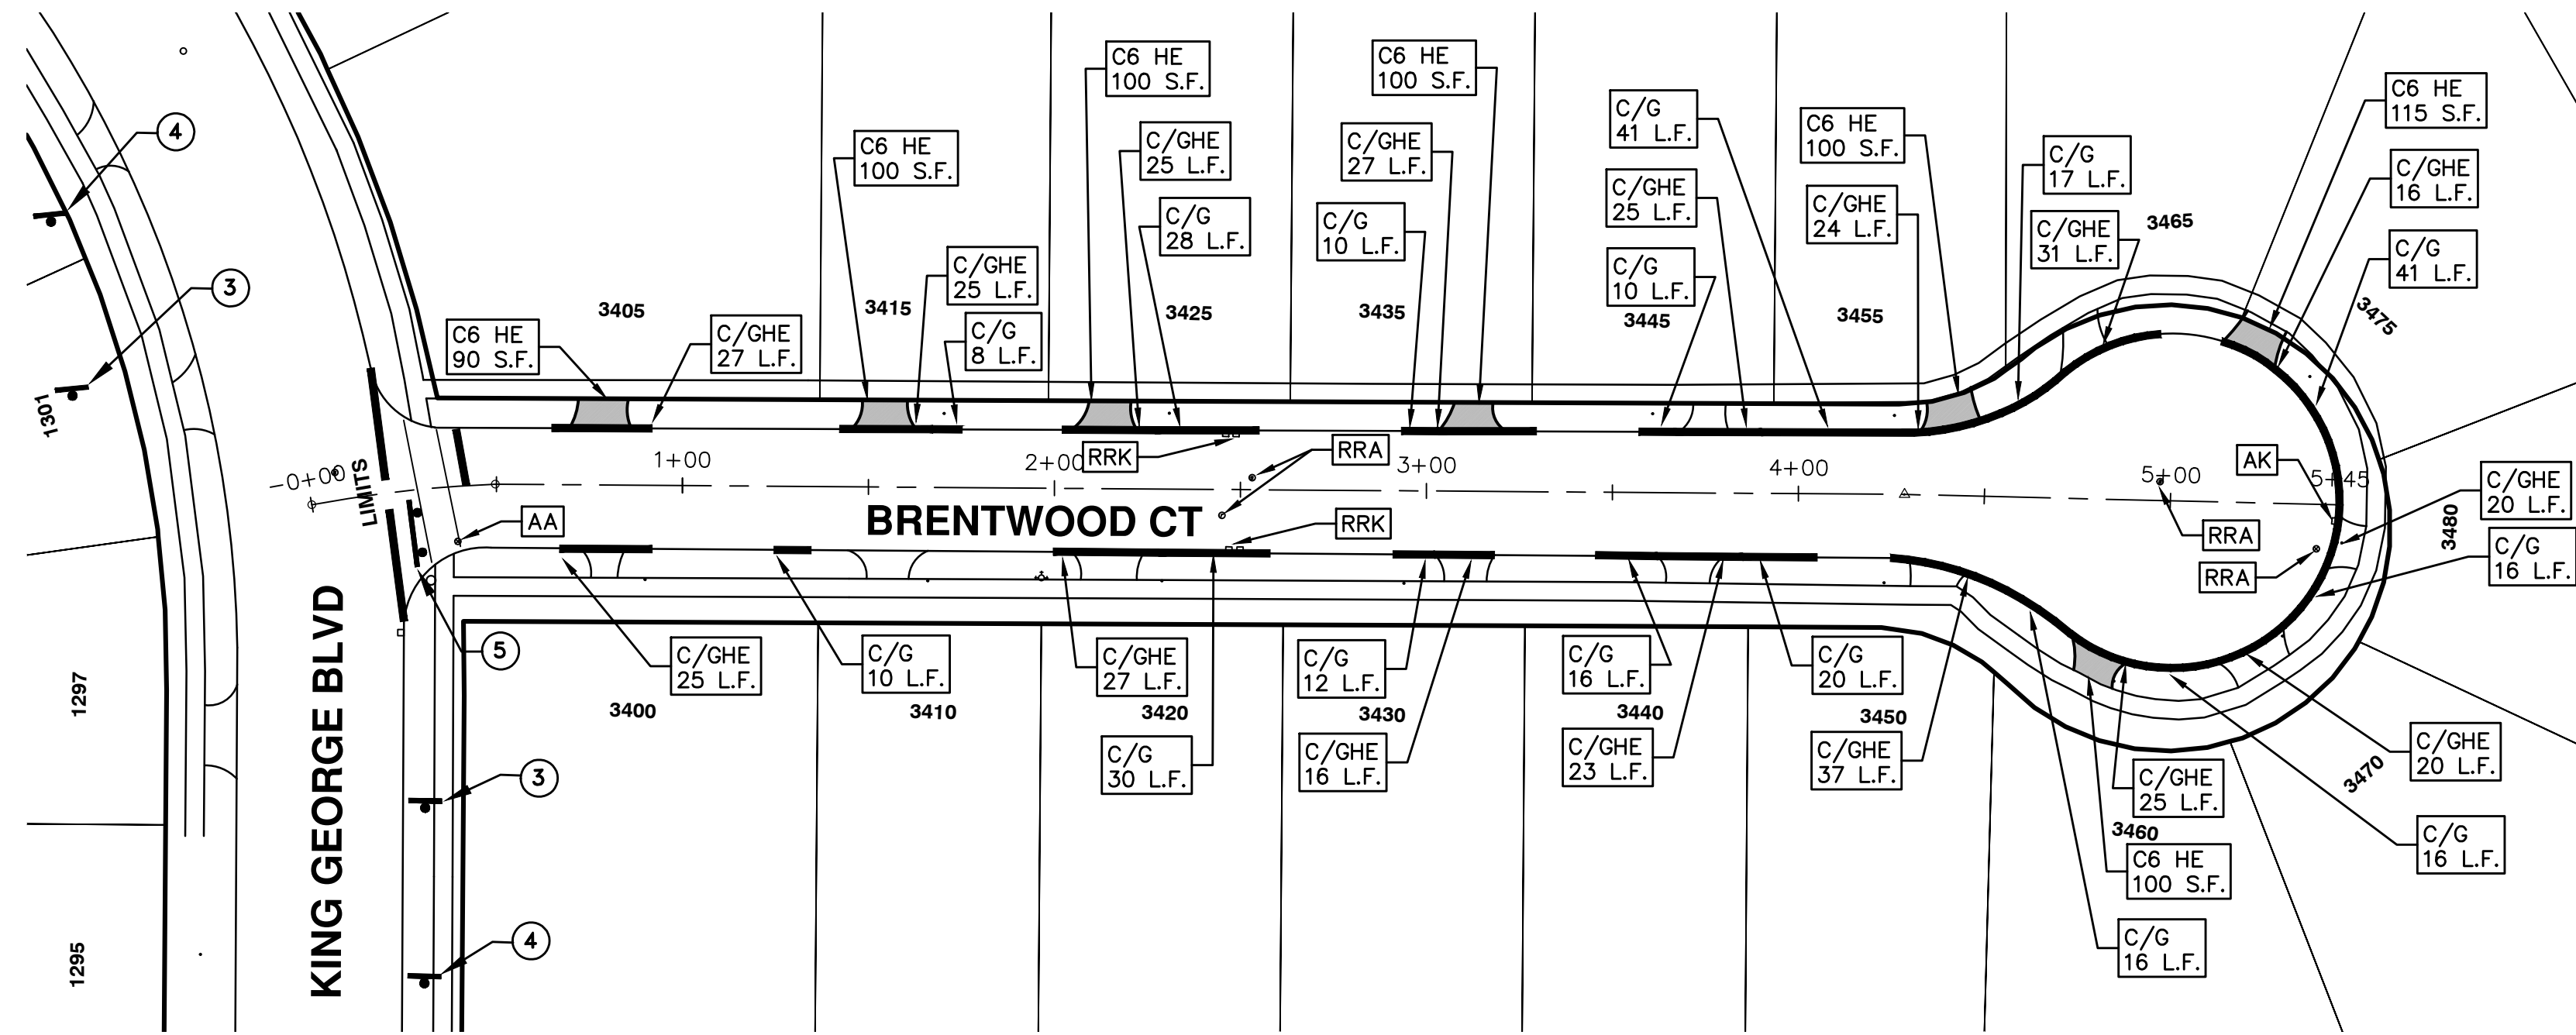 C6 HE
100 S.F.
C6 HE
100 S.F.
C6 HE
115 S.F.
C/G
41 L.F.
C6 HE
100 S.F.
4
C6 HE
100 S.F.
C/GHE
25 L.F.
C/GHE
27 L.F.
C/G
17 L.F.
C/GHE
16 L.F.
C/GHE
25 L.F.
C/GHE
24 L.F.
C/G
28 L.F.
C/G
10 L.F.
C/GHE
31 L.F.
3465
C/G
41 L.F.
3
C/GHE
25 L.F.
C/G
10 L.F.
3405
3415
3425
3435
3445
3455
3475
C6 HE
90 S.F.
C/GHE
27 L.F.
C/G
8 L.F.
1301
-0+00
LIMITS
1+00
2+00
RRK
RRA
3+00
4+00
AK
5+00
5+45
C/GHE
20 L.F.
AA
BRENTWOOD CT
RRK
RRA
3480
C/G
16 L.F.
RRA
5
C/GHE
25 L.F.
C/G
10 L.F.
C/GHE
27 L.F.
C/G
12 L.F.
C/G
16 L.F.
C/G
20 L.F.
1297
KING GEORGE BLVD
3400
3410
3420
3430
3440
3450
C/G
30 L.F.
C/GHE
16 L.F.
C/GHE
23 L.F.
C/GHE
37 L.F.
C/GHE
20 L.F.
3470
3
C/GHE
25 L.F.
3460
C/G
16 L.F.
C6 HE
100 S.F.
4
C/G
16 L.F.
1295